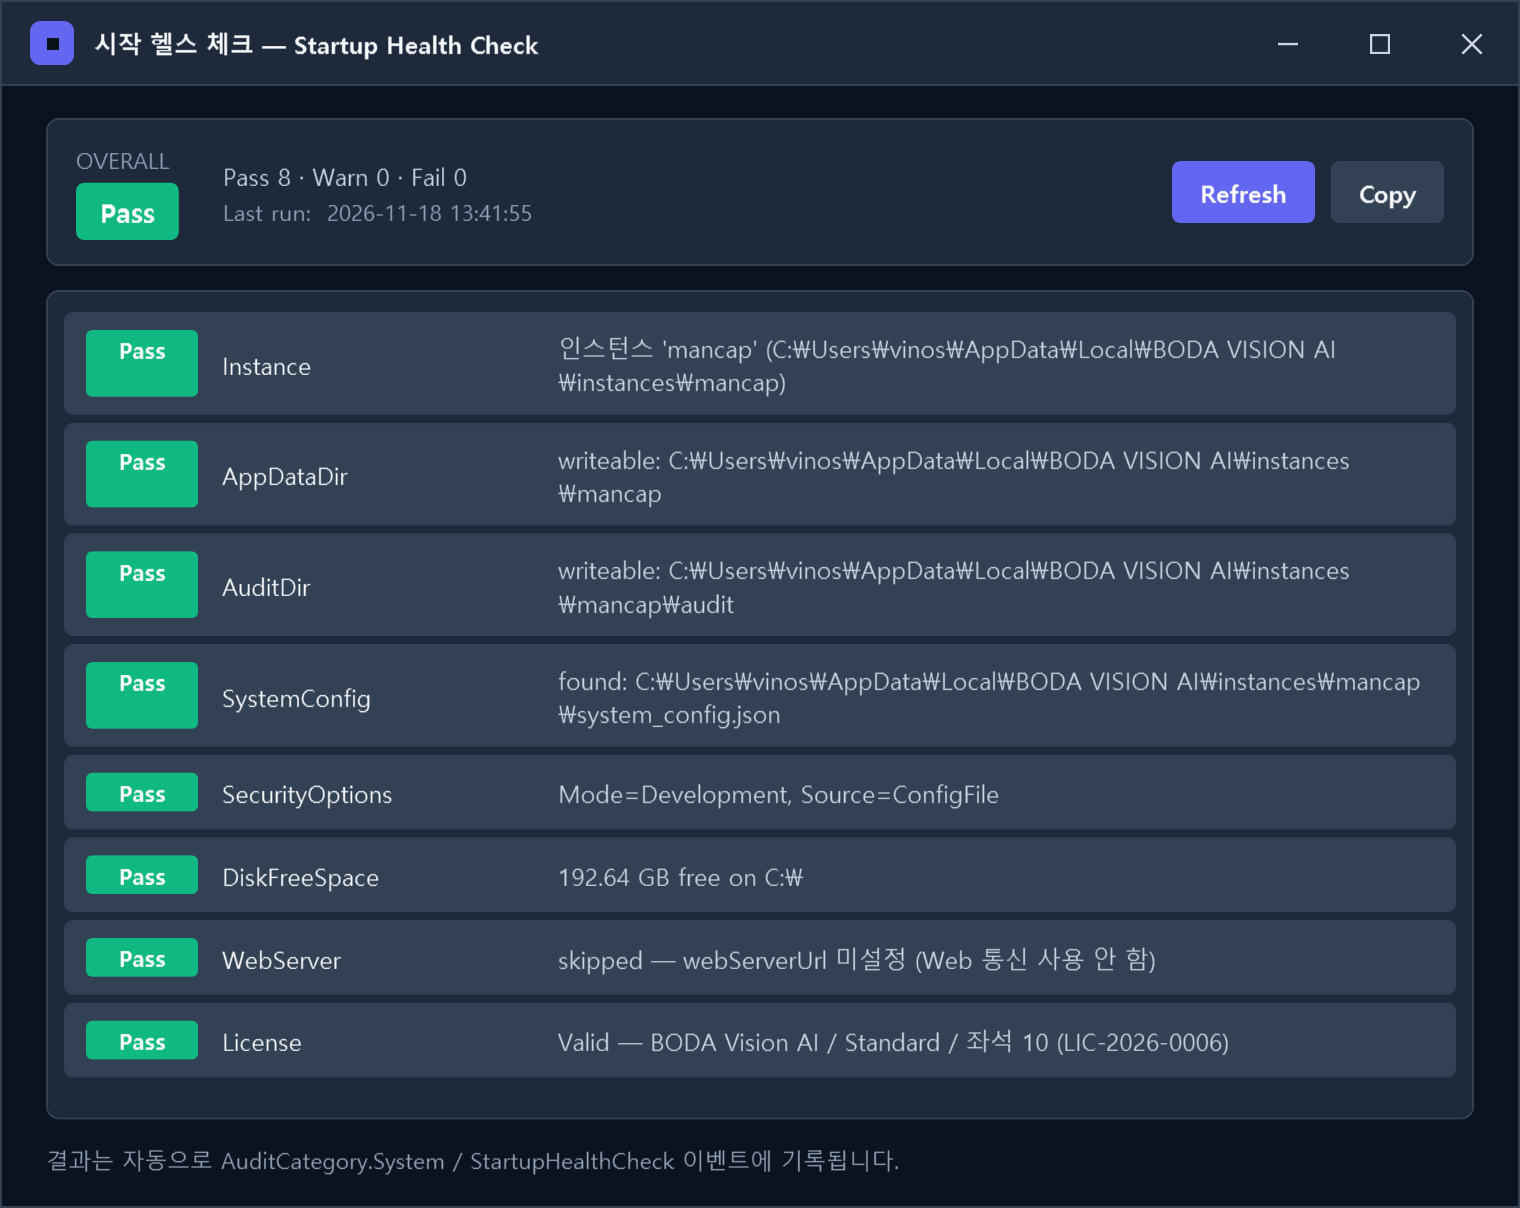 시작 헬스 체크 — Startup Health Check
OVERALL
Pass
Pass 8 · Warn 0 · Fail 0
Last run: 2026-11-18 13:41:55
Refresh
Copy
Pass
Instance
인스턴스 'mancap' (C:₩Users₩vinos₩AppData₩Local₩BODA VISION AI
₩instances₩mancap)
Pass
AppDataDir
writeable: C:₩Users₩vinos₩AppData₩Local₩BODA VISION AI₩instances
₩mancap
Pass
AuditDir
writeable: C:₩Users₩vinos₩AppData₩Local₩BODA VISION AI₩instances
₩mancap₩audit
Pass
SystemConfig
found: C:₩Users₩vinos₩AppData₩Local₩BODA VISION AI₩instances₩mancap
₩system_config.json
Pass
SecurityOptions
Mode=Development, Source=ConfigFile
Pass
DiskFreeSpace
192.64 GB free on C:₩
Pass
WebServer
skipped — webServerUrl 미설정 (Web 통신 사용 안 함)
Pass
License
Valid — BODA Vision AI / Standard / 좌석 10 (LIC-2026-0006)
결과는 자동으로 AuditCategory.System / StartupHealthCheck 이벤트에 기록됩니다.